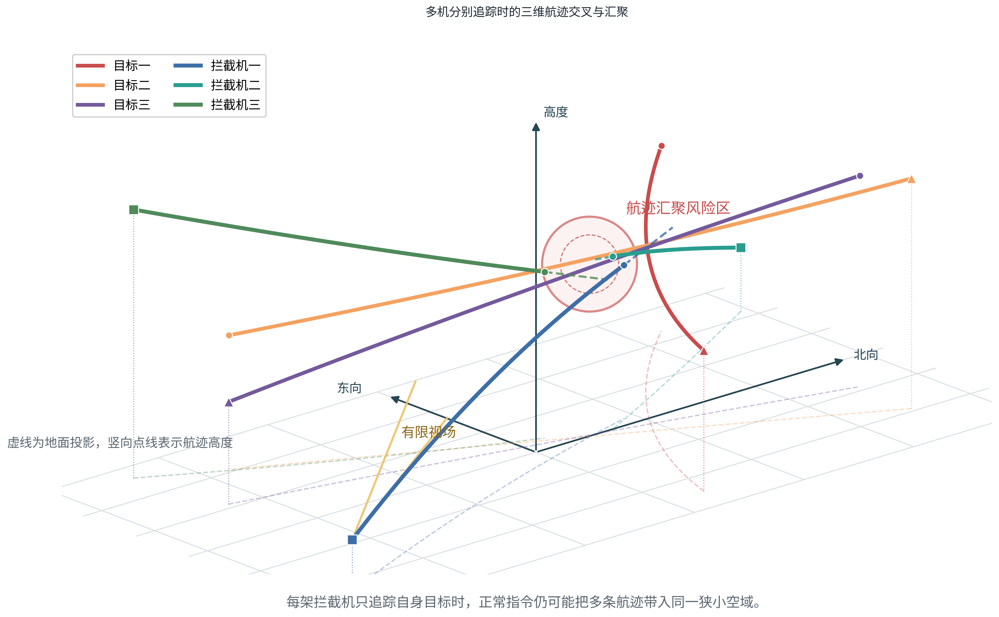 多机分别追踪时的三维航迹交叉与汇聚
目标一
目标二
目标三
拦截机一
拦截机二
拦截机三
高度
航迹汇聚风险区
北向
东向
有限视场
虚线为地面投影，竖向点线表示航迹高度
每架拦截机只追踪自身目标时，正常指令仍可能把多条航迹带入同一狭小空域。